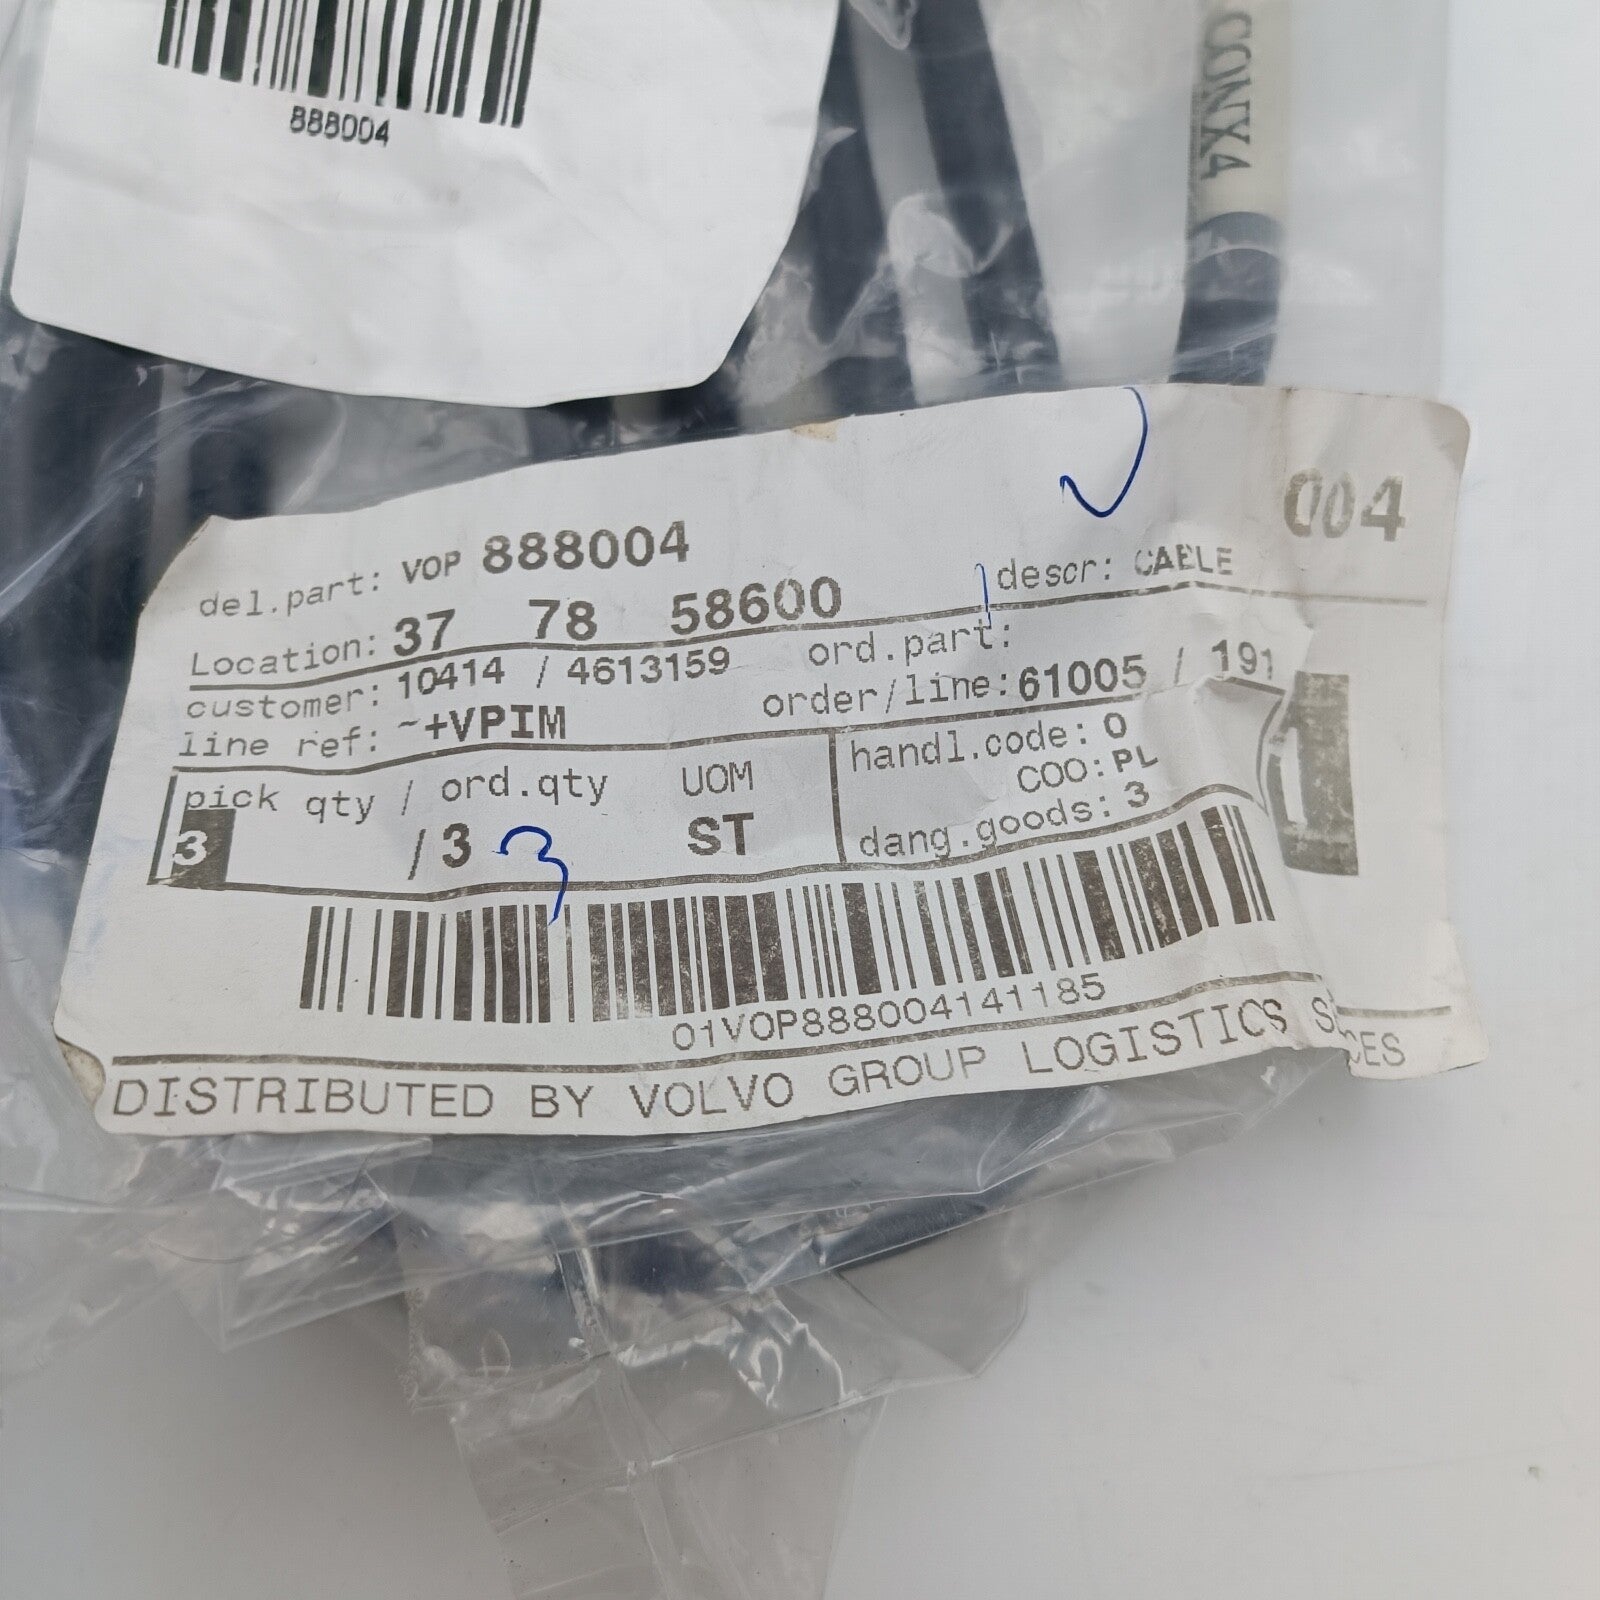 888004
CONX4
004
del.part: VOP 888004
Location: 37 78 58600 descr: CABLE
customer: 10414 / 4613159 ord.part:
line ref: ~+VPIM order/line: 61005 / 191
pick qty / ord.qty UOM handl.code: 0
COO: PL
3 / 3 3 ST dang.goods: 3
1
01VOP888004141185
DISTRIBUTED BY VOLVO GROUP LOGISTICS S CES